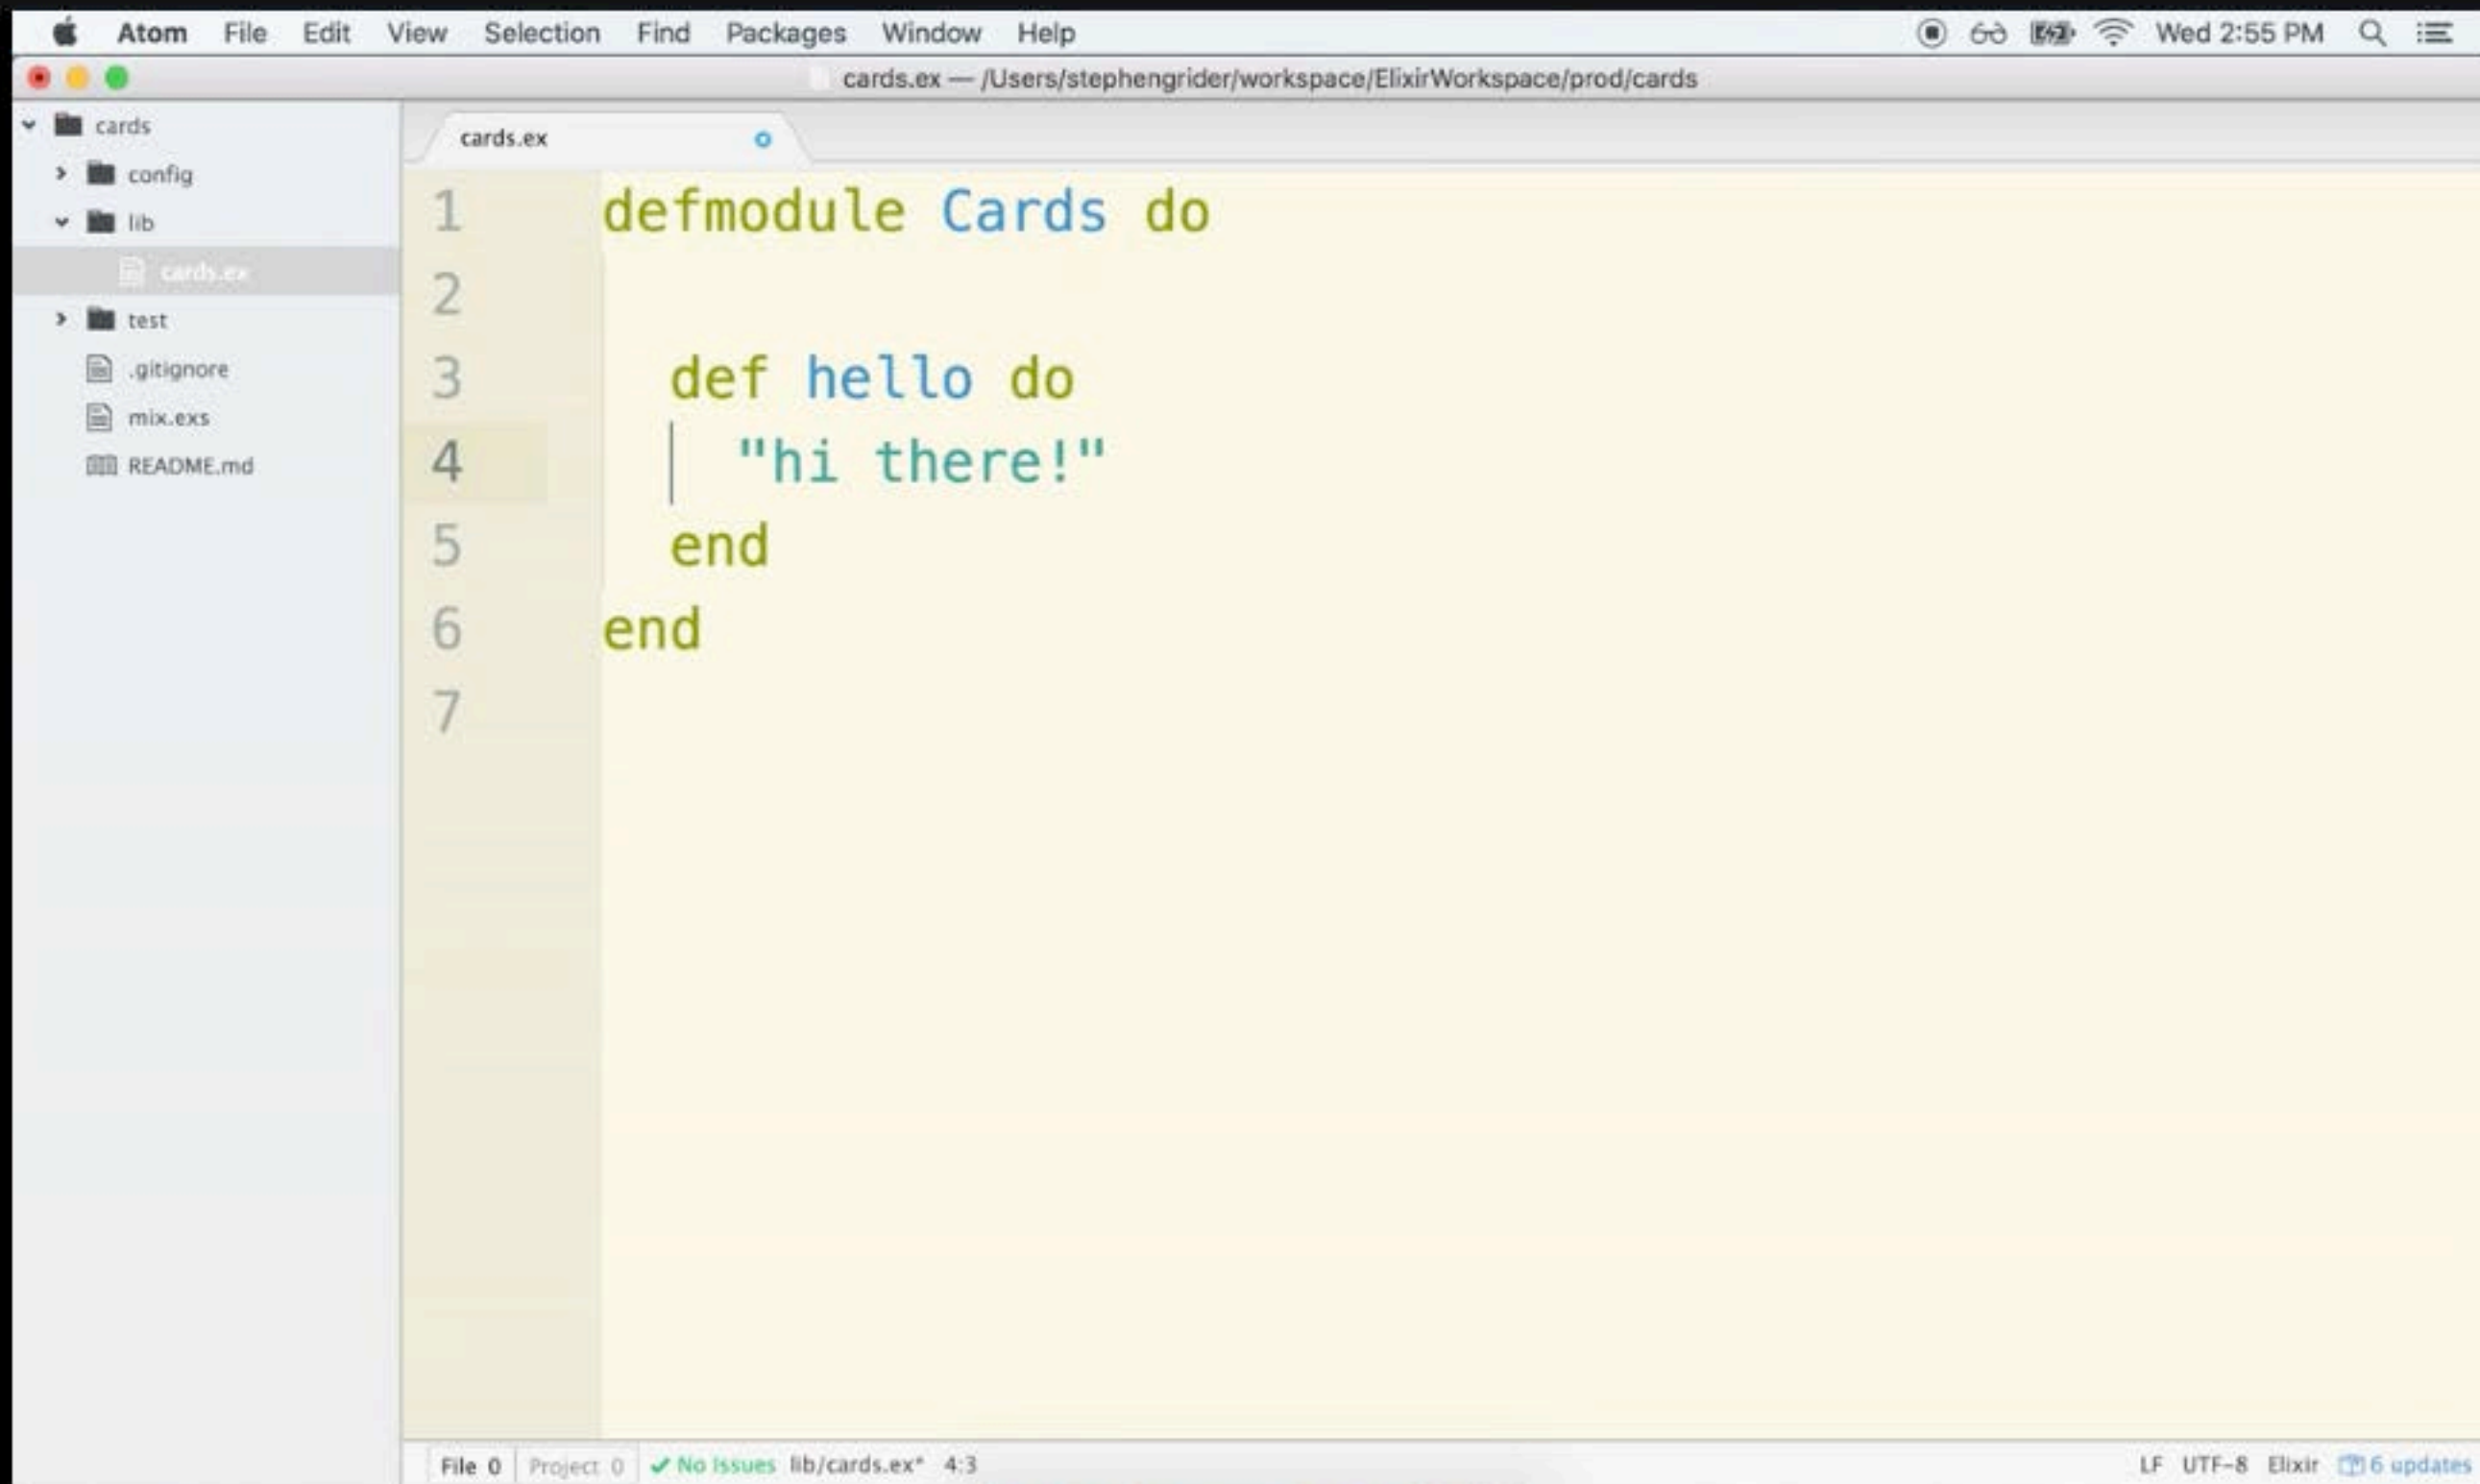 Atom File Edit View Selection Find Packages Window Help Wed 2:55 PM
cards.ex — /Users/stephengrider/workspace/ElixirWorkspace/prod/cards
cards
config
lib
cards.ex
test
.gitignore
mix.exs
README.md
cards.ex
1 defmodule Cards do
2
3 def hello do
4 "hi there!"
5 end
6 end
7
File 0 Project 0 No Issues lib/cards.ex* 4:3 LF UTF-8 Elixir 6 updates